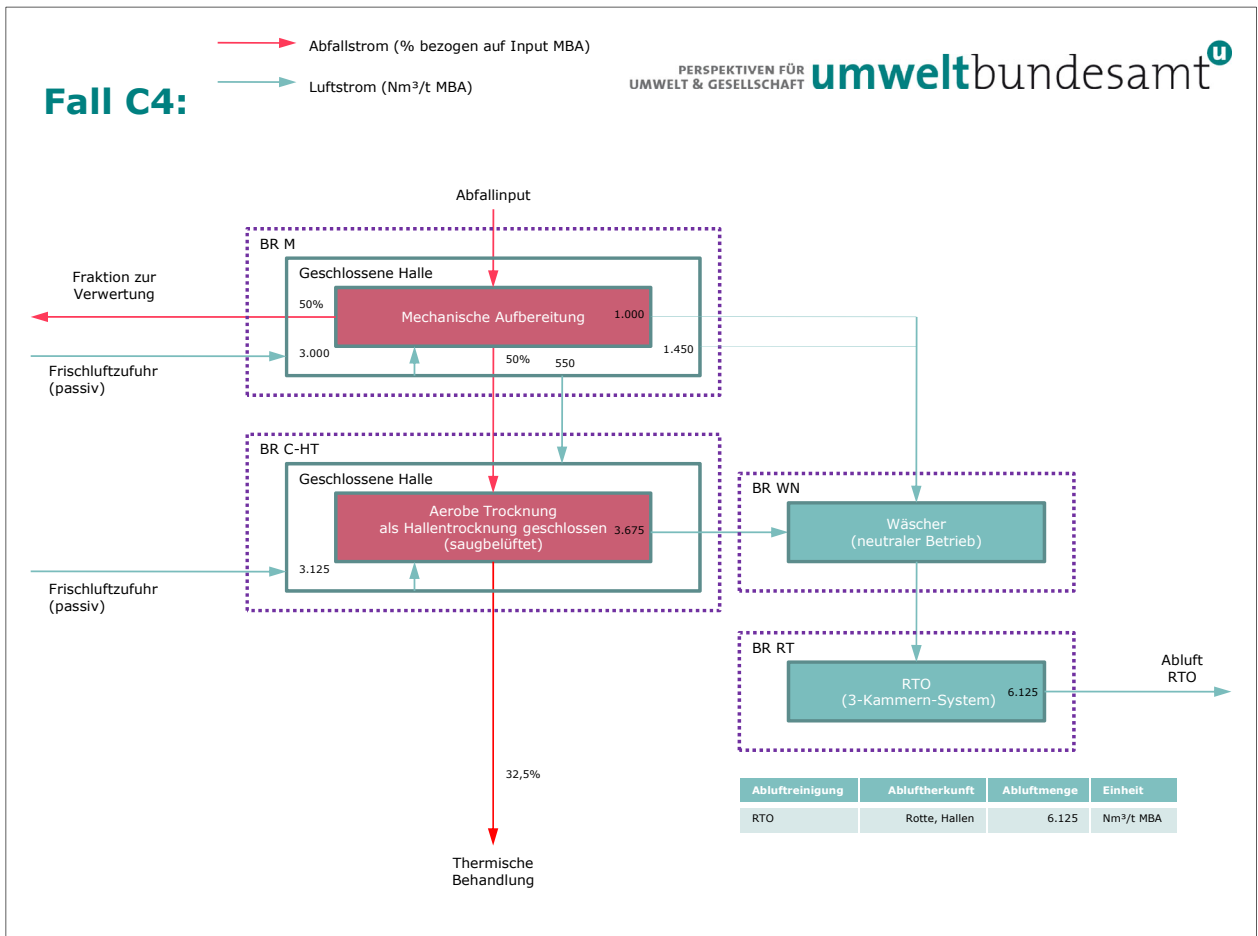 Abfallstrom (% bezogen auf Input MBA)
Luftstrom (Nm³/t MBA)
Fall C4:
PERSPEKTIVEN FÜR
UMWELT & GESELLSCHAFT
umweltbundesamt
u
Abfallinput
BR M
Geschlossene Halle
Fraktion zur
Verwertung
50%
Mechanische Aufbereitung
1.000
3.000
50%
550
1.450
Frischluftzufuhr
(passiv)
BR C-HT
Geschlossene Halle
Aerobe Trocknung
als Hallentrocknung geschlossen
(saugbelüftet)
3.675
3.125
Frischluftzufuhr
(passiv)
BR WN
Wäscher
(neutraler Betrieb)
BR RT
RTO
(3-Kammern-System)
6.125
Abluft
RTO
32,5%
Thermische
Behandlung
Abluftreinigung Abluftherkunft Abluftmenge Einheit
RTO Rotte, Hallen 6.125 Nm³/t MBA